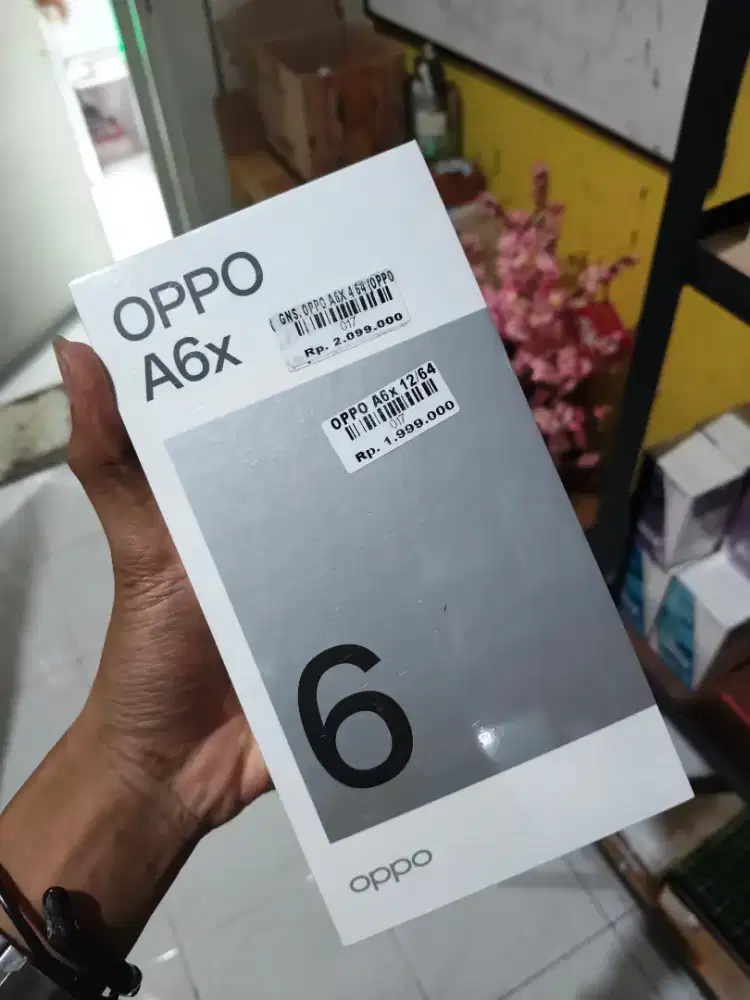 OPPO
A6x
GNS. OPPO A6X 4 64 (OPPO
017
Rp. 2.099.000
OPPO A6x 12/64
017
Rp. 1.999.000
6
oppo